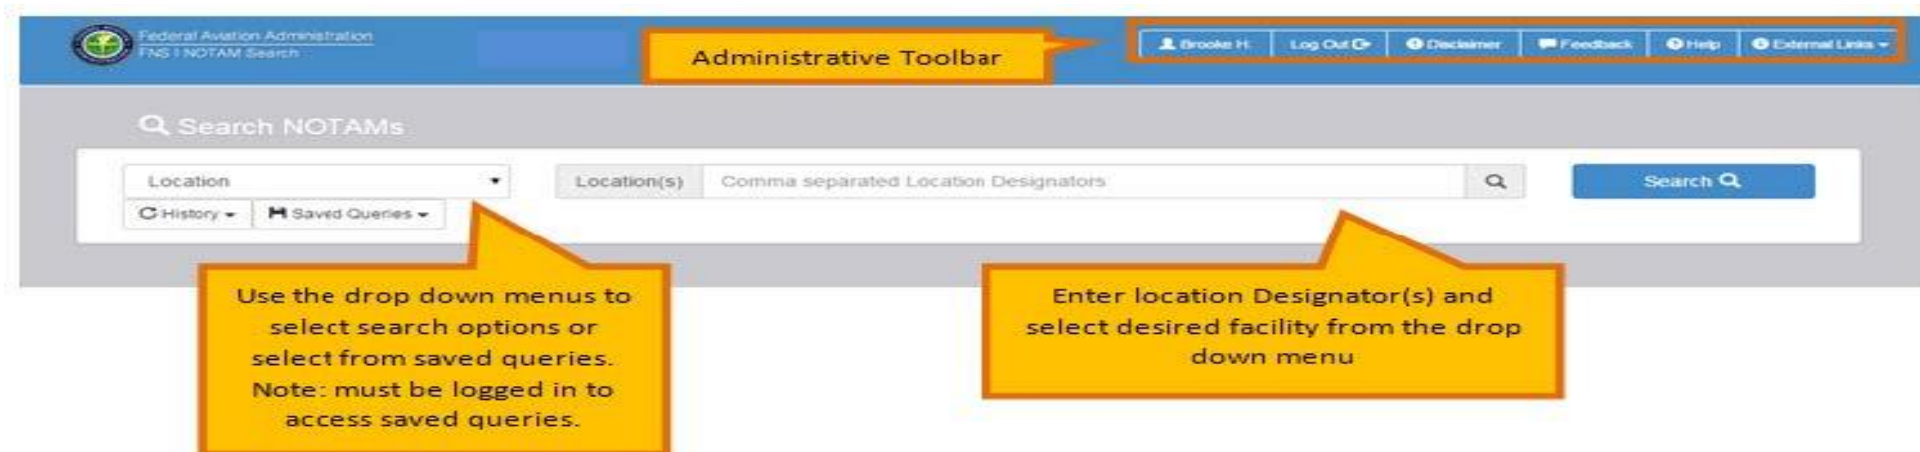 Federal Aviation Administration
FNS I NOTAM Search
Administrative Toolbar
Brooke H.
Log Out
Disclaimer
Feedback
Help
External Links
Search NOTAMs
Location
Location(s)
Comma separated Location Designators
Search
History
Saved Queries
Use the drop down menus to
select search options or
select from saved queries.
Note: must be logged in to
access saved queries.
Enter location Designator(s) and
select desired facility from the drop
down menu